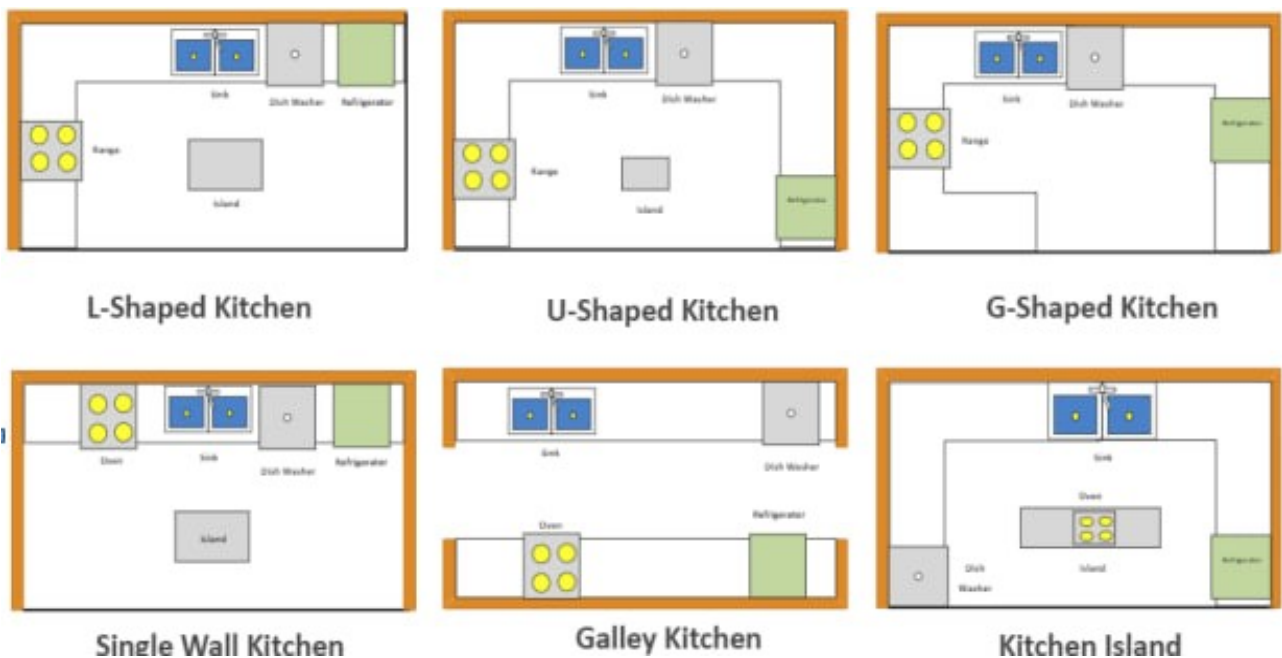 Sink
Dish Washer
Refrigerator
Range
Island
L-Shaped Kitchen
Sink
Dish Washer
Range
Refrigerator
Island
U-Shaped Kitchen
Sink
Dish Washer
Refrigerator
Range
G-Shaped Kitchen
Oven
Sink
Dish Washer
Refrigerator
Island
Single Wall Kitchen
Sink
Dish Washer
Oven
Refrigerator
Galley Kitchen
Sink
Oven
Island
Dish
Washer
Refrigerator
Kitchen Island